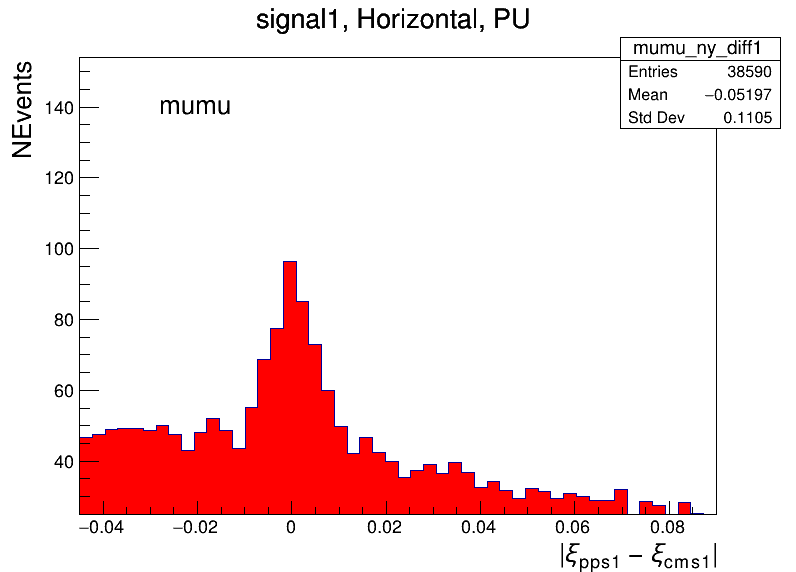 signal1, Horizontal, PU
mumu_ny_diff1
Entries 38590
Mean −0.05197
Std Dev 0.1105
NEvents
mumu
140
120
100
80
60
40
−0.04 −0.02 0 0.02 0.04 0.06 0.08
|ξpps1 − ξcms1|